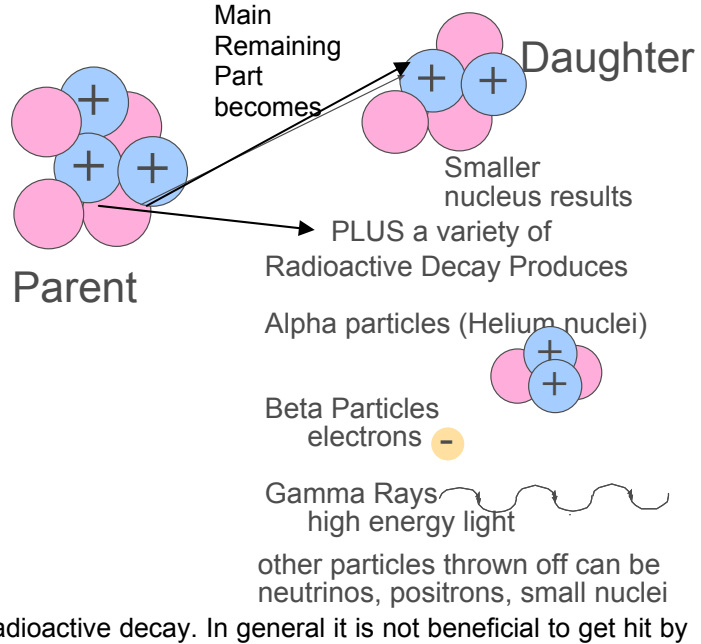 Main
Remaining
Part
becomes
Daughter
+
+
+
+
+
Smaller
nucleus results
PLUS a variety of
Radioactive Decay Produces
Parent
Alpha particles (Helium nuclei)
+
+
Beta Particles
electrons -
Gamma Rays
high energy light
other particles thrown off can be
neutrinos, positrons, small nuclei
adioactive decay. In general it is not beneficial to get hit by